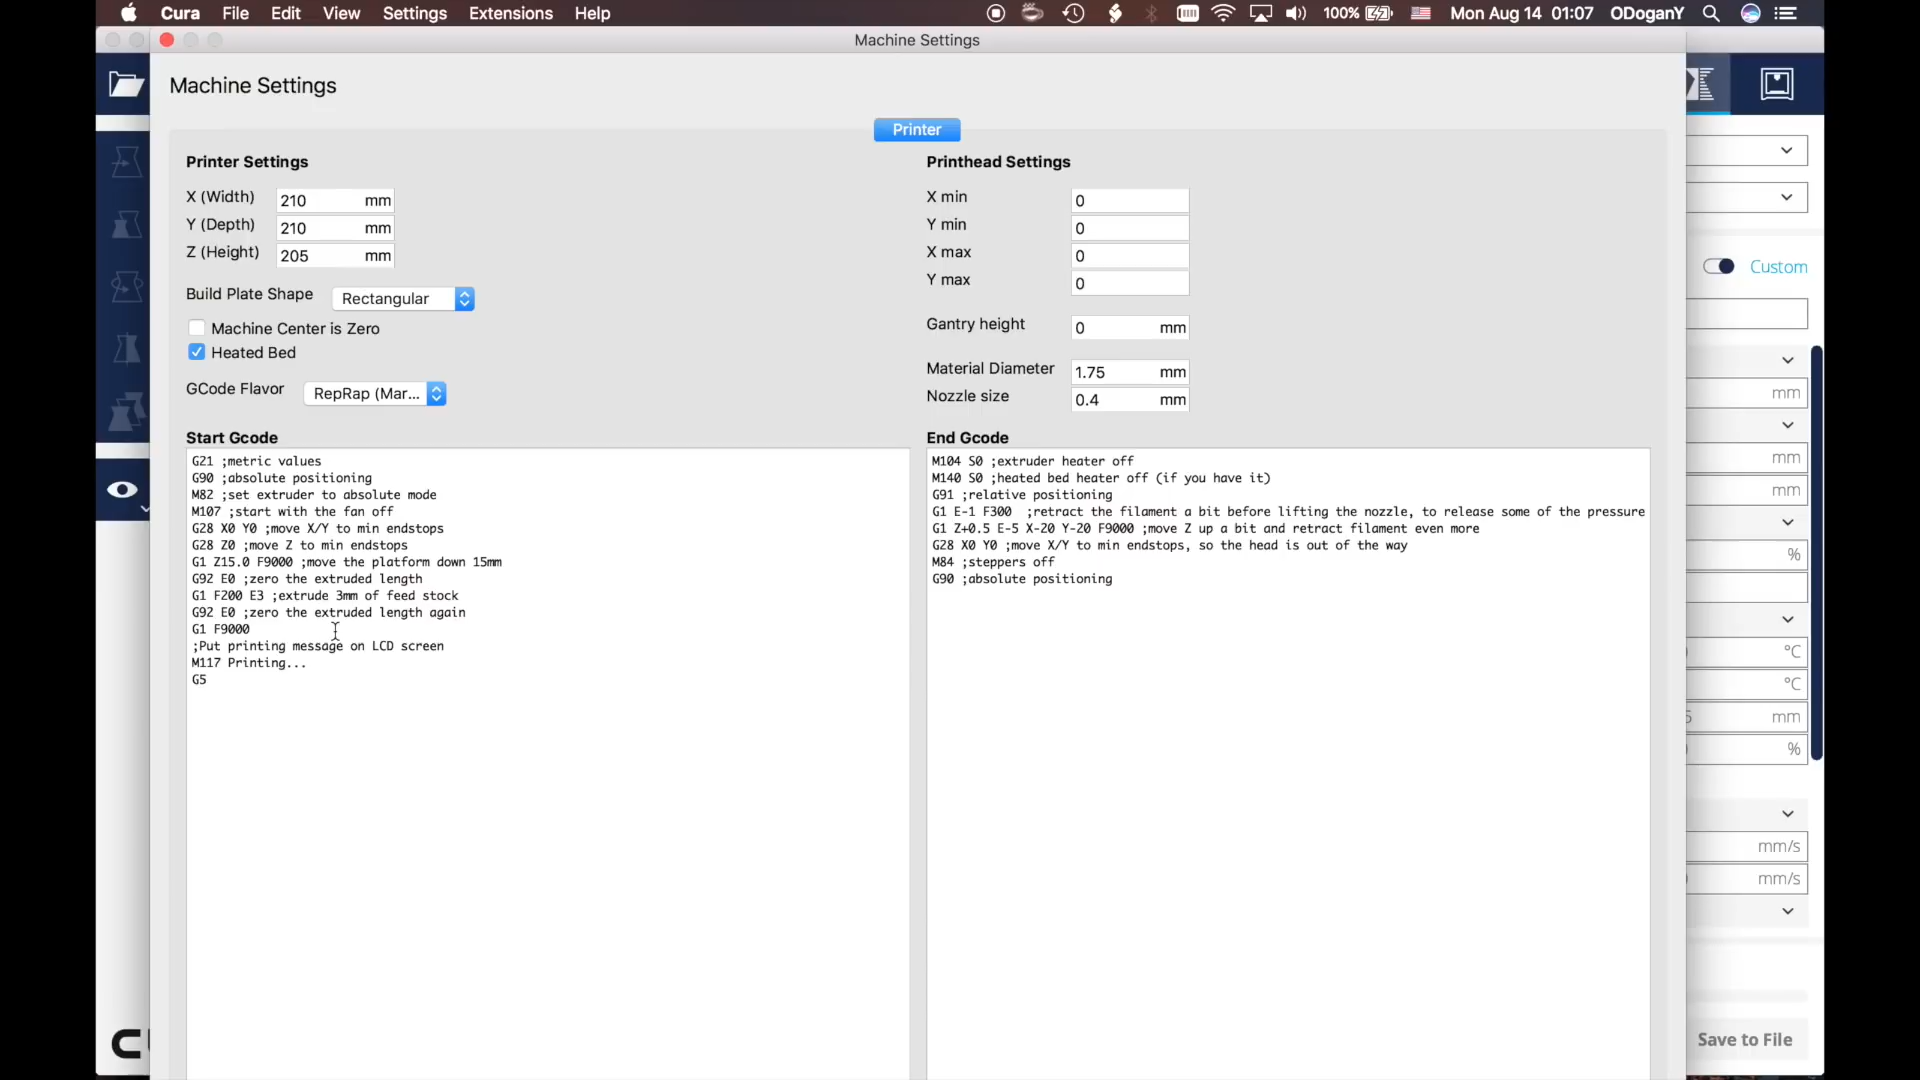 Cura File Edit View Settings Extensions Help 100% Mon Aug 14 01:07 ODoganY
Machine Settings
Machine Settings
Printer
Printer Settings
X (Width) 210 mm
Y (Depth) 210 mm
Z (Height) 205 mm
Build Plate Shape Rectangular
Machine Center is Zero
Heated Bed
GCode Flavor RepRap (Mar...
Printhead Settings
X min 0
Y min 0
X max 0
Y max 0
Gantry height 0 mm
Material Diameter 1.75 mm
Nozzle size 0.4 mm
Start Gcode
G21 ;metric values
G90 ;absolute positioning
M82 ;set extruder to absolute mode
M107 ;start with the fan off
G28 X0 Y0 ;move X/Y to min endstops
G28 Z0 ;move Z to min endstops
G1 Z15.0 F9000 ;move the platform down 15mm
G92 E0 ;zero the extruded length
G1 F200 E3 ;extrude 3mm of feed stock
G92 E0 ;zero the extruded length again
G1 F9000
;Put printing message on LCD screen
M117 Printing...
G5
End Gcode
M104 S0 ;extruder heater off
M140 S0 ;heated bed heater off (if you have it)
G91 ;relative positioning
G1 E-1 F300  ;retract the filament a bit before lifting the nozzle, to release some of the pressure
G1 Z+0.5 E-5 X-20 Y-20 F9000 ;move Z up a bit and retract filament even more
G28 X0 Y0 ;move X/Y to min endstops, so the head is out of the way
M84 ;steppers off
G90 ;absolute positioning
Custom
mm
mm
mm
%
°C
°C
mm
%
mm/s
mm/s
Save to File